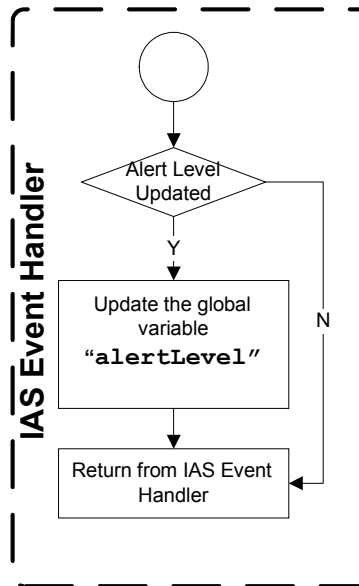 IAS Event Handler
Alert Level
Updated
Y
N
Update the global
variable
“alertLevel”
Return from IAS Event
Handler